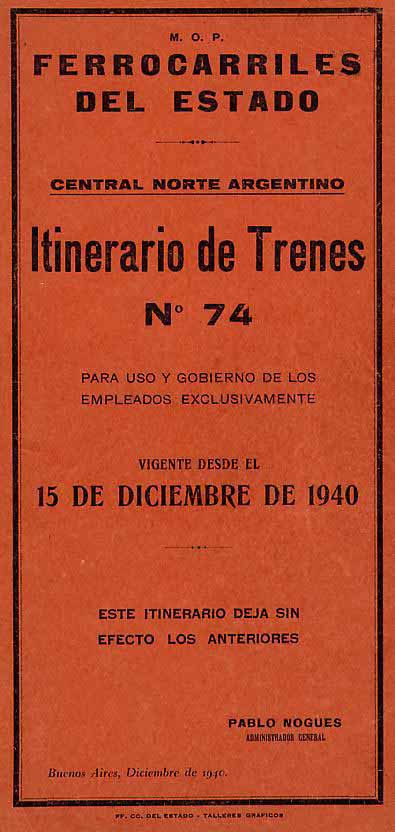 M. O. P.
FERROCARRILES
DEL ESTADO
CENTRAL NORTE ARGENTINO
Itinerario de Trenes
Nº 74
PARA USO Y GOBIERNO DE LOS
EMPLEADOS EXCLUSIVAMENTE
VIGENTE DESDE EL
15 DE DICIEMBRE DE 1940
ESTE ITINERARIO DEJA SIN
EFECTO LOS ANTERIORES
PABLO NOGUES
ADMINISTRADOR GENERAL
Buenos Aires, Diciembre de 1940.
FF. CC. DEL ESTADO - TALLERES GRAFICOS